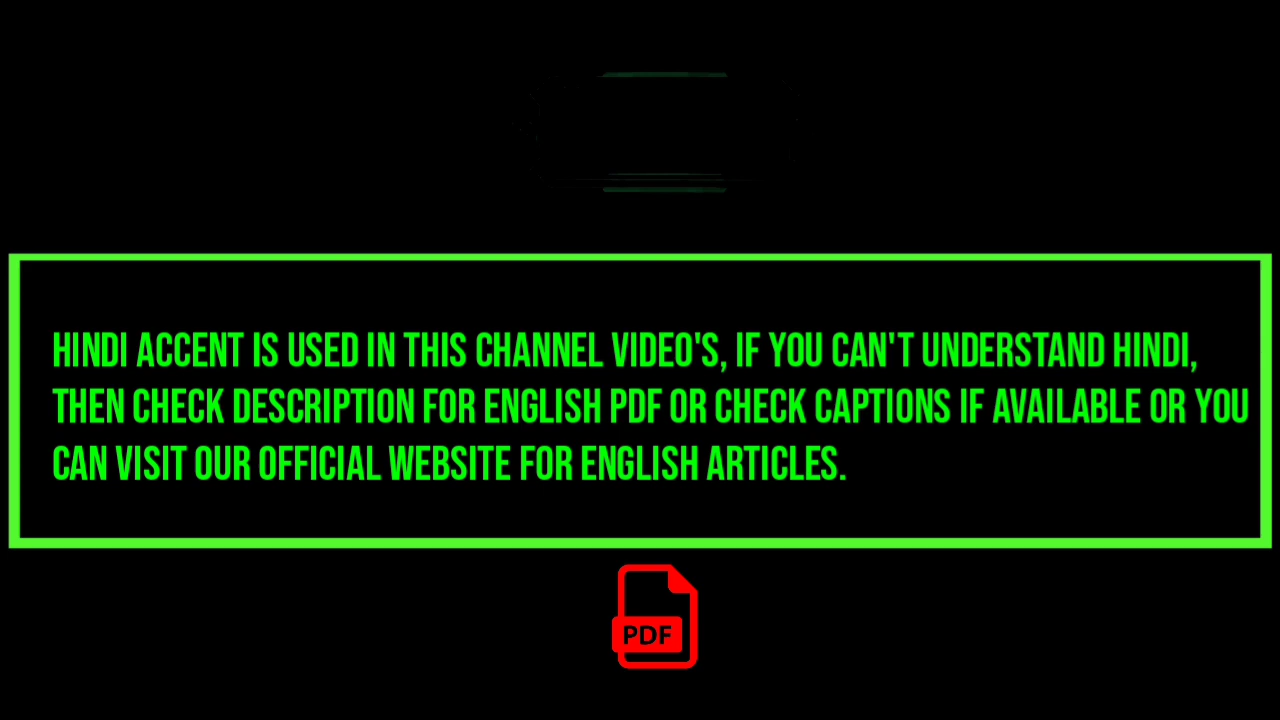 HINDI ACCENT IS USED IN THIS CHANNEL VIDEO'S, IF YOU CAN'T UNDERSTAND HINDI,
THEN CHECK DESCRIPTION FOR ENGLISH PDF OR CHECK CAPTIONS IF AVAILABLE OR YOU
CAN VISIT OUR OFFICIAL WEBSITE FOR ENGLISH ARTICLES.
PDF